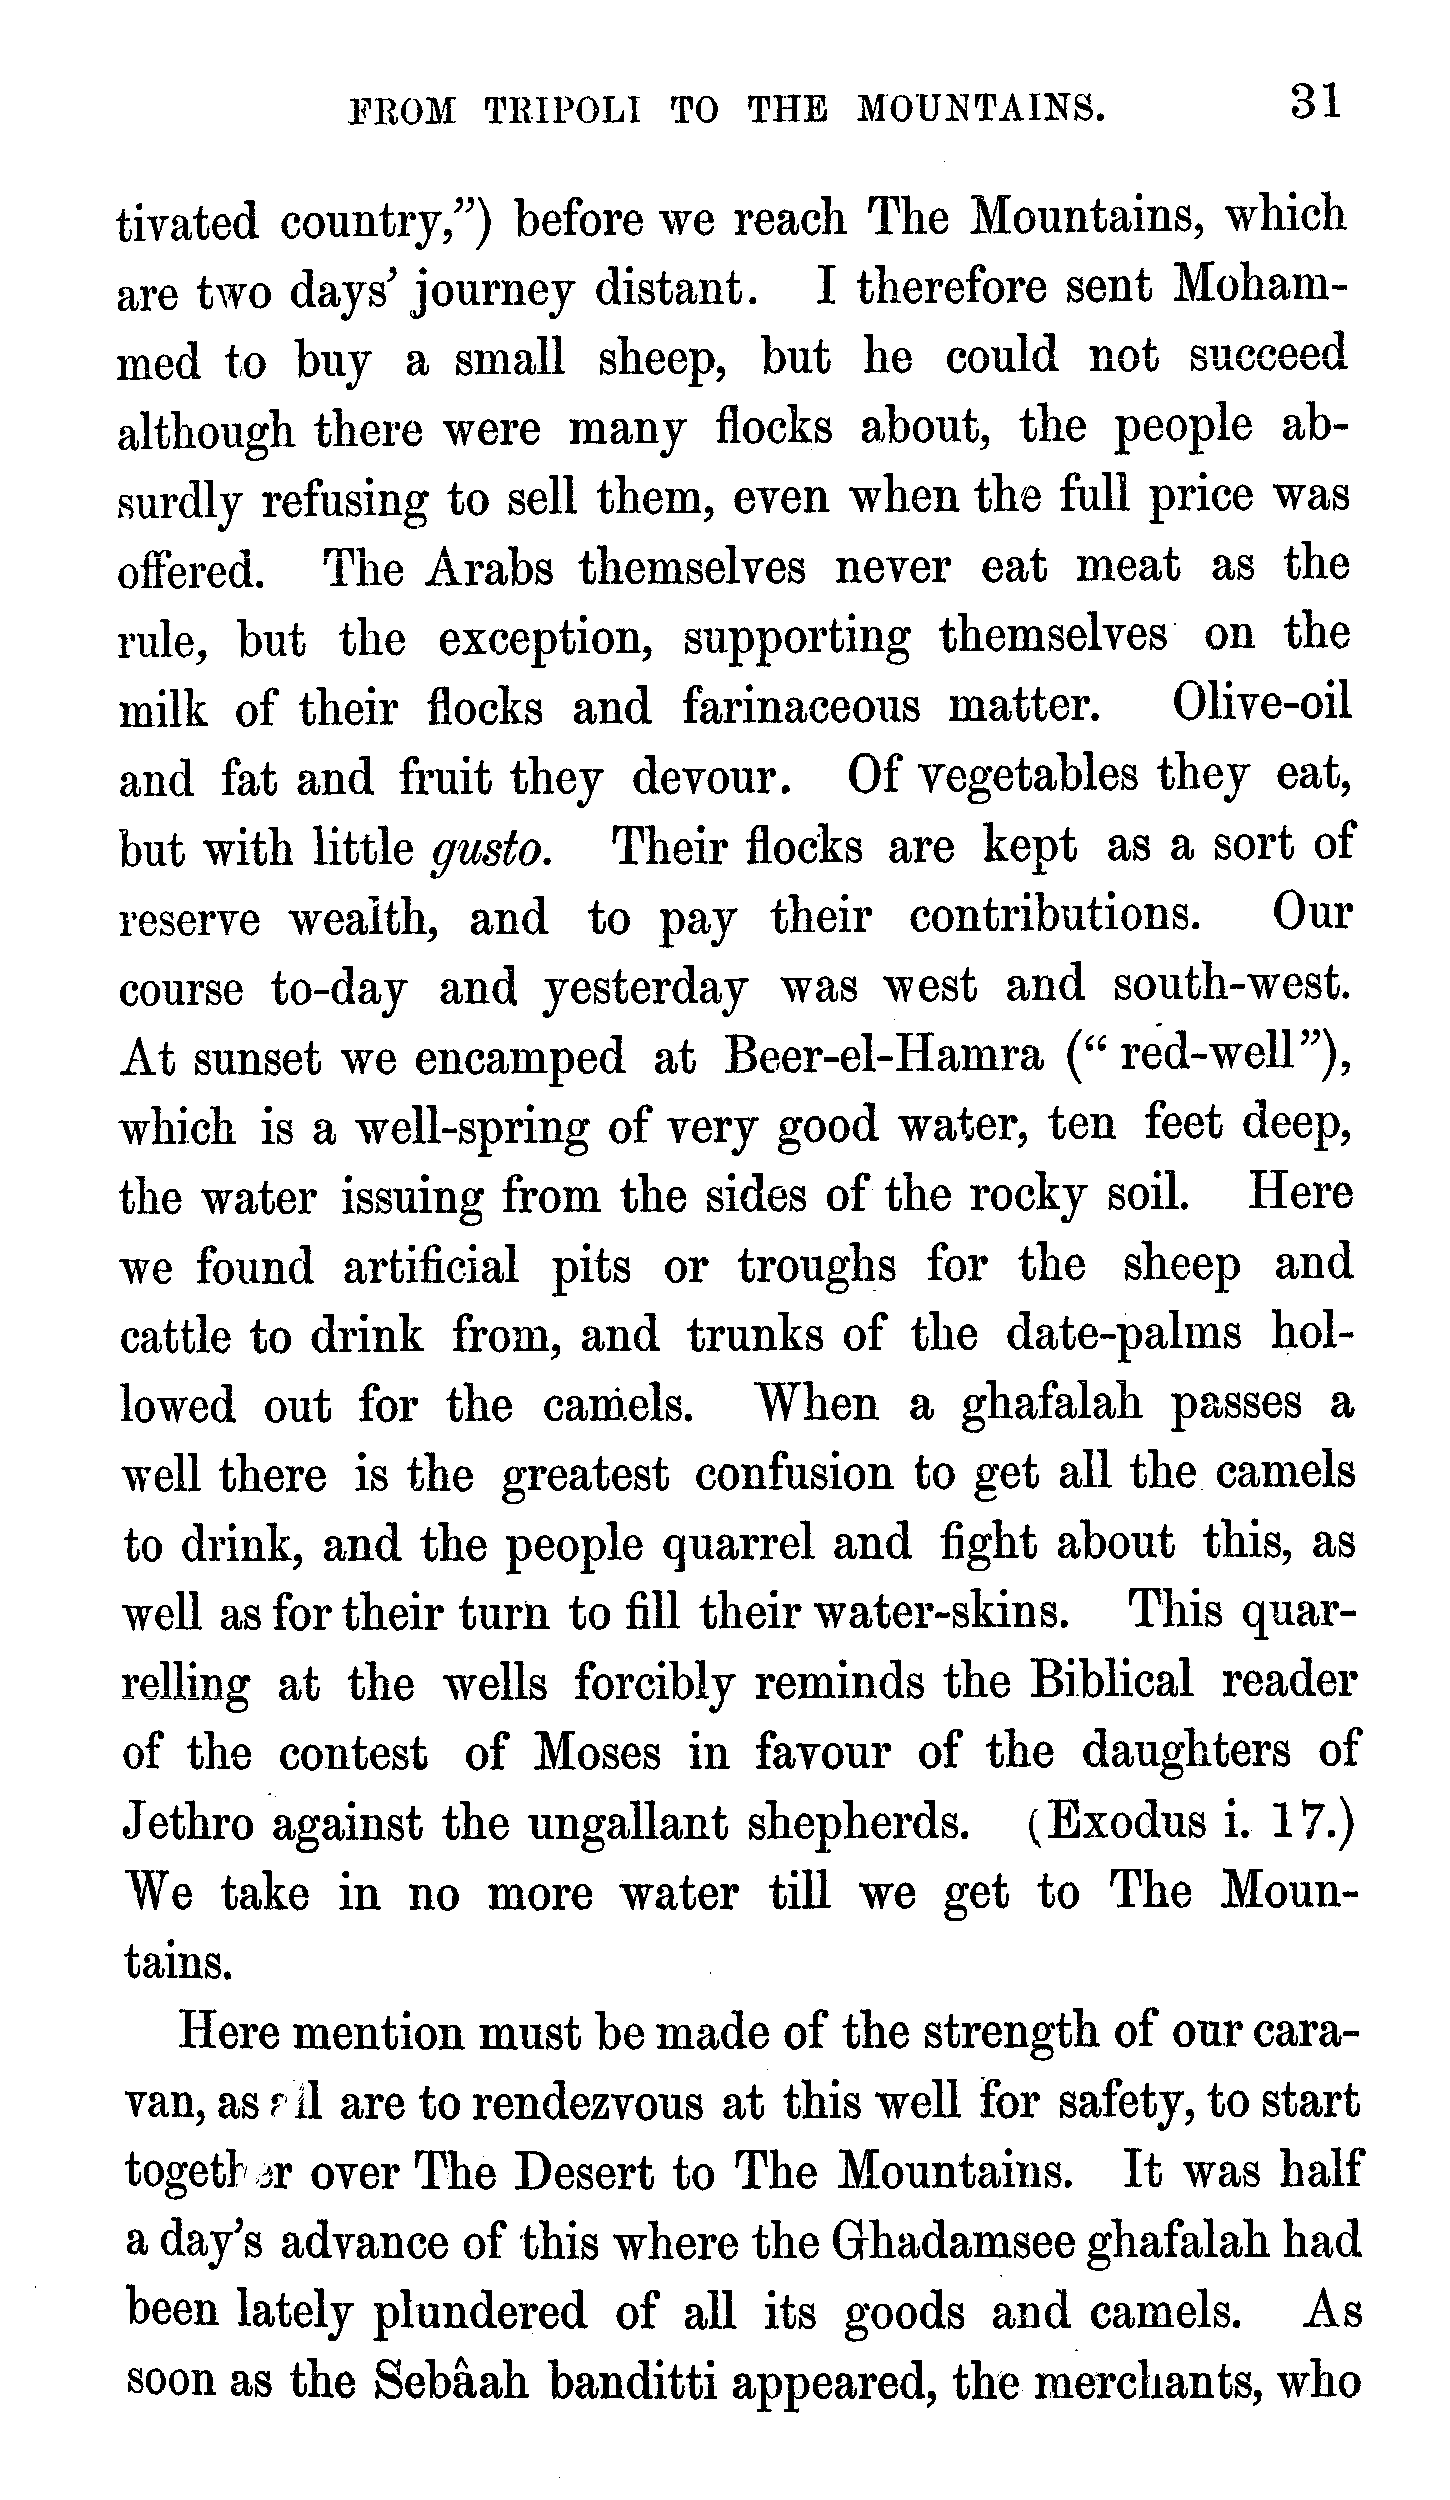 FROM TRIPOLI TO THE MOUNTAINS. 31
tivated country,") before we reach The Mountains, which
are two days' journey distant. I therefore sent Moham-
med to buy a small sheep, but he could not succeed
although there were many flocks about, the people ab-
surdly refusing to sell them, even when the full price was
offered. The Arabs themselves never eat meat as the
rule, but the exception, supporting themselves on the
milk of their flocks and farinaceous matter. Olive-oil
and fat and fruit they devour. Of vegetables they eat,
but with little gusto. Their flocks are kept as a sort of
reserve wealth, and to pay their contributions. Our
course to-day and yesterday was west and south-west.
At sunset we encamped at Beer-el-Hamra (" red-well"),
which is a well-spring of very good water, ten feet deep,
the water issuing from the sides of the rocky soil. Here
we found artificial pits or troughs for the sheep and
cattle to drink from, and trunks of the date-palms hol-
lowed out for the camels. When a ghafalah passes a
well there is the greatest confusion to get all the camels
to drink, and the people quarrel and fight about this, as
well as for their turn to fill their water-skins. This quar-
relling at the wells forcibly reminds the Biblical reader
of the contest of Moses in favour of the daughters of
Jethro against the ungallant shepherds. (Exodus i. 17.)
We take in no more water till we get to The Moun-
tains.
Here mention must be made of the strength of our cara-
van, as all are to rendezvous at this well for safety, to start
together over The Desert to The Mountains. It was half
a day's advance of this where the Ghadamsee ghafalah had
been lately plundered of all its goods and camels. As
soon as the Sebâah banditti appeared, the merchants, who